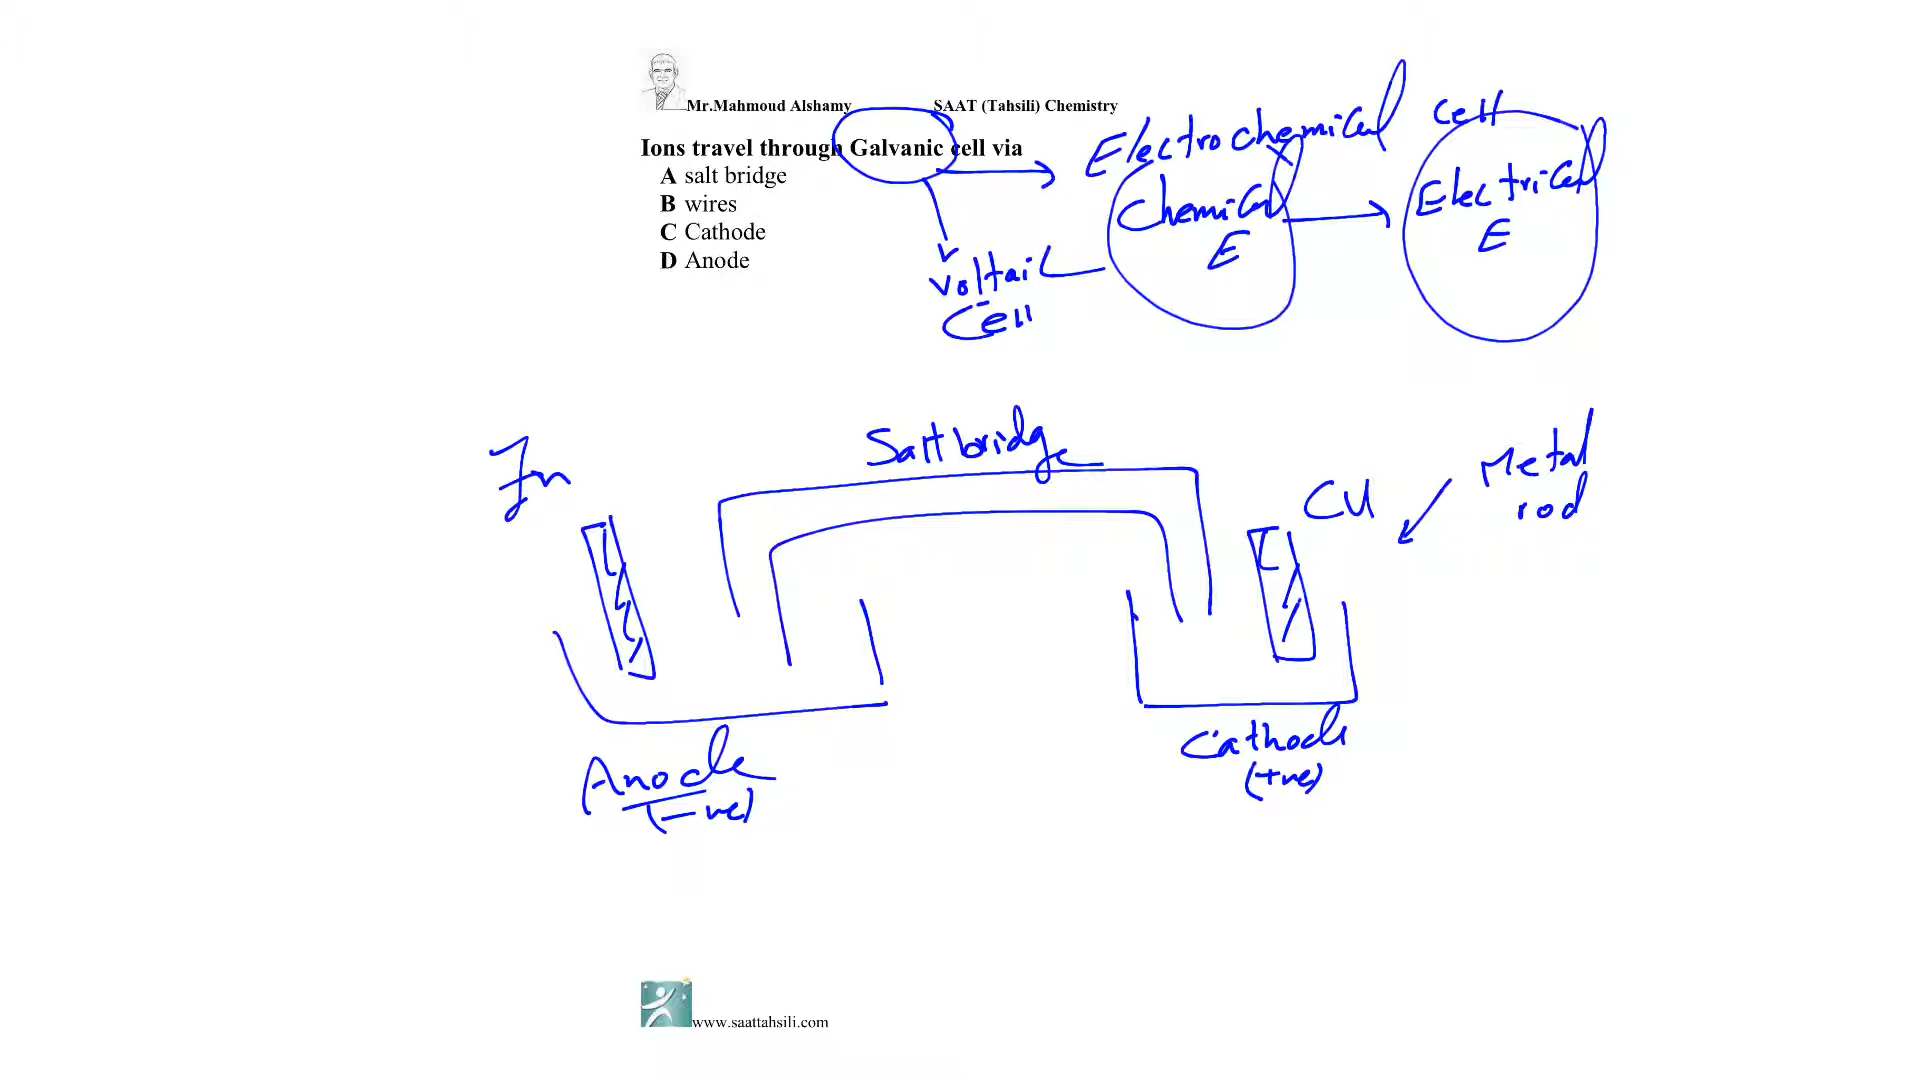 Mr.Mahmoud Alshamy SAAT (Tahsili) Chemistry
Ions travel through Galvanic cell via
A salt bridge
B wires
C Cathode
D Anode
Electrochemical cell
Chemical
E
Electrical
E
Voltaic
Cell
Salt bridge
Zn
CU
Metal
rod
Anode
(-ve)
Cathode
(+ve)
www.saattahsili.com